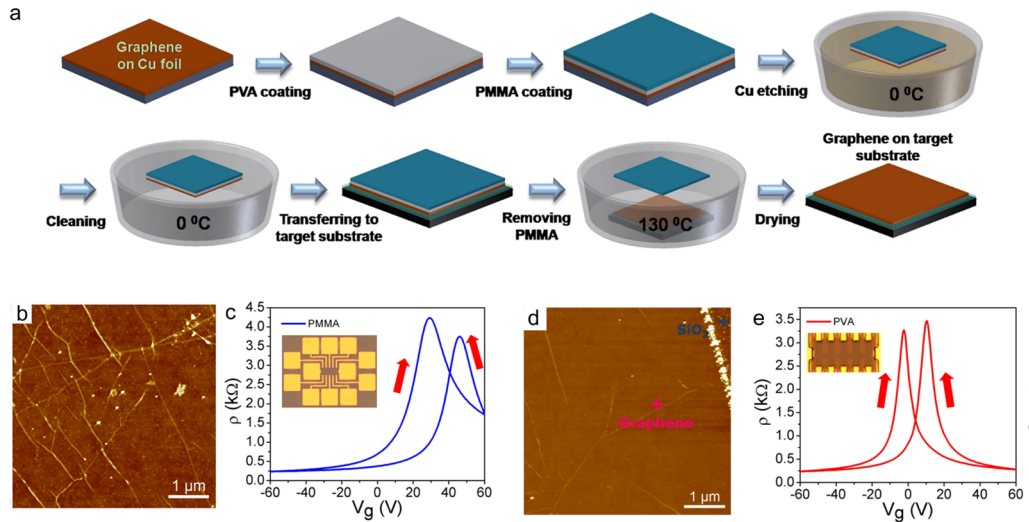 a
Graphene
on Cu foil
PVA coating
PMMA coating
Cu etching
0 ⁰C
Cleaning
0 ⁰C
Transferring to
target substrate
Removing
PMMA
130 ⁰C
Drying
Graphene on target
substrate
b
1 μm
c
PMMA
ρ (kΩ)
4.5
4.0
3.5
3.0
2.5
2.0
1.5
1.0
0.5
0.0
-60 -40 -20 0 20 40 60
Vg (V)
d
SiO2
Graphene
1 μm
e
PVA
ρ (kΩ)
3.5
3.0
2.5
2.0
1.5
1.0
0.5
0.0
-60 -40 -20 0 20 40 60
Vg (V)